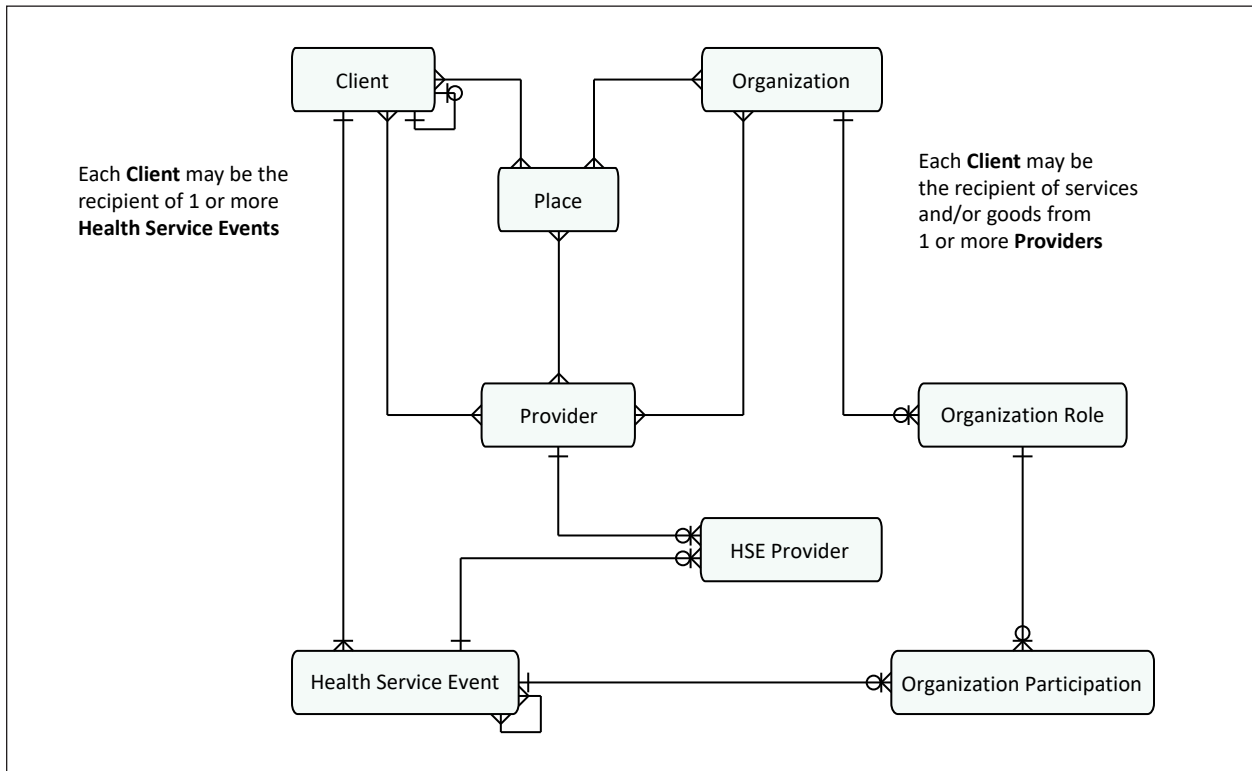 Client
Organization
Each Client may be the
recipient of 1 or more
Health Service Events
Each Client may be
the recipient of services
and/or goods from
1 or more Providers
Place
Provider
Organization Role
HSE Provider
Health Service Event
Organization Participation